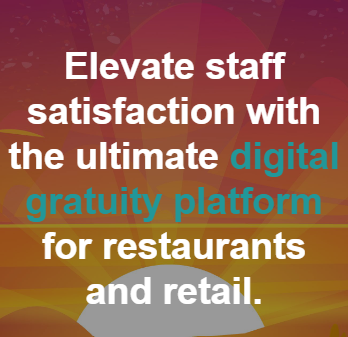 Elevate staff
satisfaction with
the ultimate digital
gratuity platform
for restaurants
and retail.